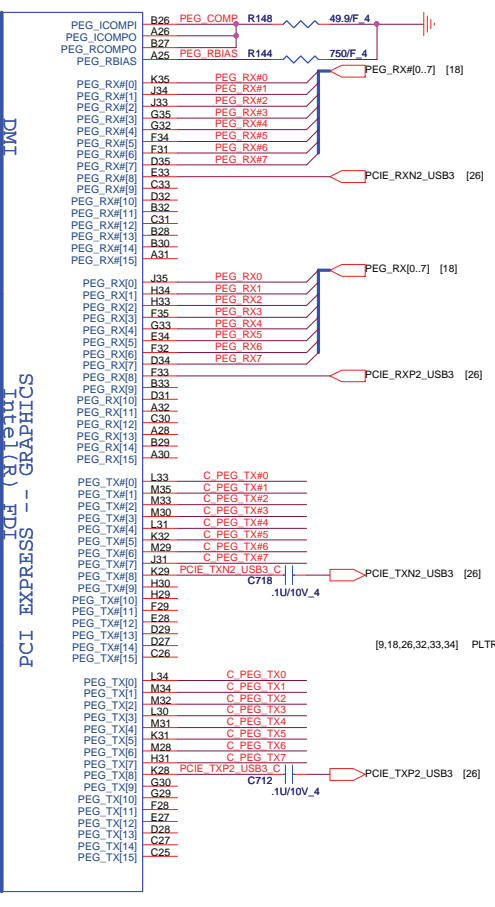 PEG_ICOMPI B26 PEG_COMP R148 49.9/F_4
PEG_ICOMPO A26
PEG_RCOMPO B27
PEG_RBIAS A25 PEG_RBIAS R144 750/F_4
PEG_RX#[0..7] [18]
PEG_RX#[0] K35 PEG_RX#0
PEG_RX#[1] J34 PEG_RX#1
PEG_RX#[2] J33 PEG_RX#2
PEG_RX#[3] G35 PEG_RX#3
PEG_RX#[4] G32 PEG_RX#4
PEG_RX#[5] F34 PEG_RX#5
PEG_RX#[6] F31 PEG_RX#6
PEG_RX#[7] D35 PEG_RX#7
PEG_RX#[8] E33 PCIE_RXN2_USB3 [26]
PEG_RX#[9] C33
PEG_RX#[10] D32
PEG_RX#[11] B32
PEG_RX#[12] C31
PEG_RX#[13] B28
PEG_RX#[14] B30
PEG_RX#[15] A31
PEG_RX[0..7] [18]
PEG_RX[0] J35 PEG_RX0
PEG_RX[1] H34 PEG_RX1
PEG_RX[2] H33 PEG_RX2
PEG_RX[3] F35 PEG_RX3
PEG_RX[4] G33 PEG_RX4
PEG_RX[5] E34 PEG_RX5
PEG_RX[6] F32 PEG_RX6
PEG_RX[7] D34 PEG_RX7
PEG_RX[8] F33 PCIE_RXP2_USB3 [26]
PEG_RX[9] B33
PEG_RX[10] D31
PEG_RX[11] A32
PEG_RX[12] C30
PEG_RX[13] A28
PEG_RX[14] B29
PEG_RX[15] A30
PEG_TX#[0] L33 C_PEG_TX#0
PEG_TX#[1] M35 C_PEG_TX#1
PEG_TX#[2] M33 C_PEG_TX#2
PEG_TX#[3] M30 C_PEG_TX#3
PEG_TX#[4] L31 C_PEG_TX#4
PEG_TX#[5] K32 C_PEG_TX#5
PEG_TX#[6] M29 C_PEG_TX#6
PEG_TX#[7] J31 C_PEG_TX#7
PEG_TX#[8] K29 PCIE_TXN2_USB3_C C718 .1U/10V_4 PCIE_TXN2_USB3 [26]
PEG_TX#[9] H30
PEG_TX#[10] H29
PEG_TX#[11] F29
PEG_TX#[12] E28
PEG_TX#[13] D29
PEG_TX#[14] D27
PEG_TX#[15] C26
[9,18,26,32,33,34] PLTR
PEG_TX[0] L34 C_PEG_TX0
PEG_TX[1] M34 C_PEG_TX1
PEG_TX[2] M32 C_PEG_TX2
PEG_TX[3] L30 C_PEG_TX3
PEG_TX[4] M31 C_PEG_TX4
PEG_TX[5] K31 C_PEG_TX5
PEG_TX[6] M28 C_PEG_TX6
PEG_TX[7] H31 C_PEG_TX7
PEG_TX[8] K28 PCIE_TXP2_USB3_C C712 .1U/10V_4 PCIE_TXP2_USB3 [26]
PEG_TX[9] G30
PEG_TX[10] G29
PEG_TX[11] F28
PEG_TX[12] E27
PEG_TX[13] D28
PEG_TX[14] C27
PEG_TX[15] C25
DMI
Intel(R) FDI
PCI EXPRESS -- GRAPHICS